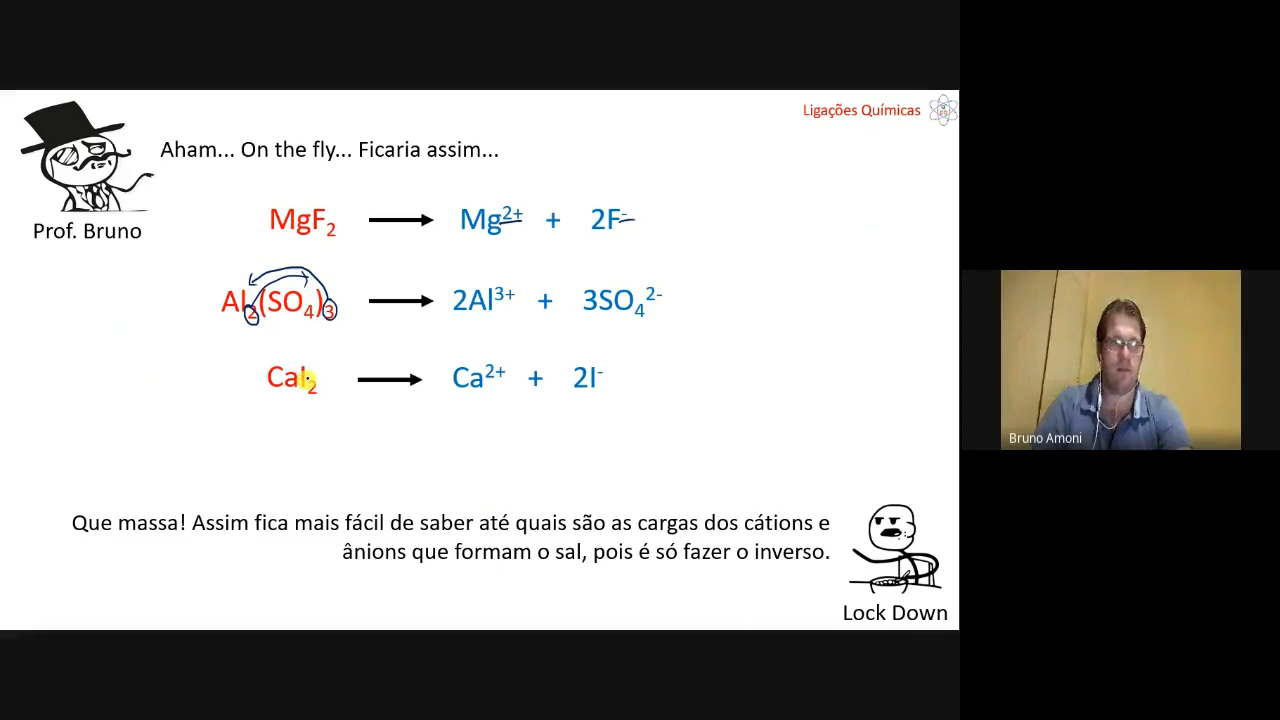 Ligações Químicas
Aham... On the fly... Ficaria assim...
Prof. Bruno
MgF₂ → Mg²⁺ + 2F⁻
Al₂(SO₄)₃ → 2Al³⁺ + 3SO₄²⁻
CaI₂ → Ca²⁺ + 2I⁻
Bruno Amoni
Que massa! Assim fica mais fácil de saber até quais são as cargas dos cátions e
ânions que formam o sal, pois é só fazer o inverso.
Lock Down